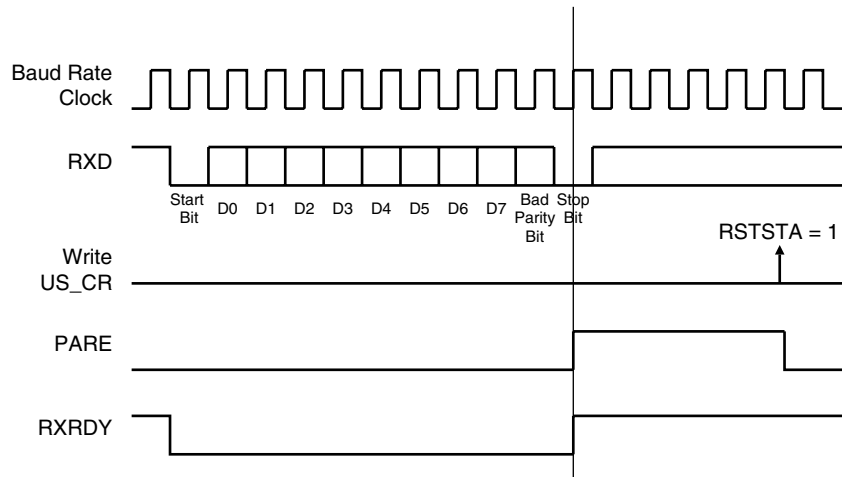 Baud Rate
Clock
RXD
Start
Bit
D0 D1 D2 D3 D4 D5 D6 D7
Bad
Parity
Bit
Stop
Bit
RSTSTA = 1
Write
US_CR
PARE
RXRDY